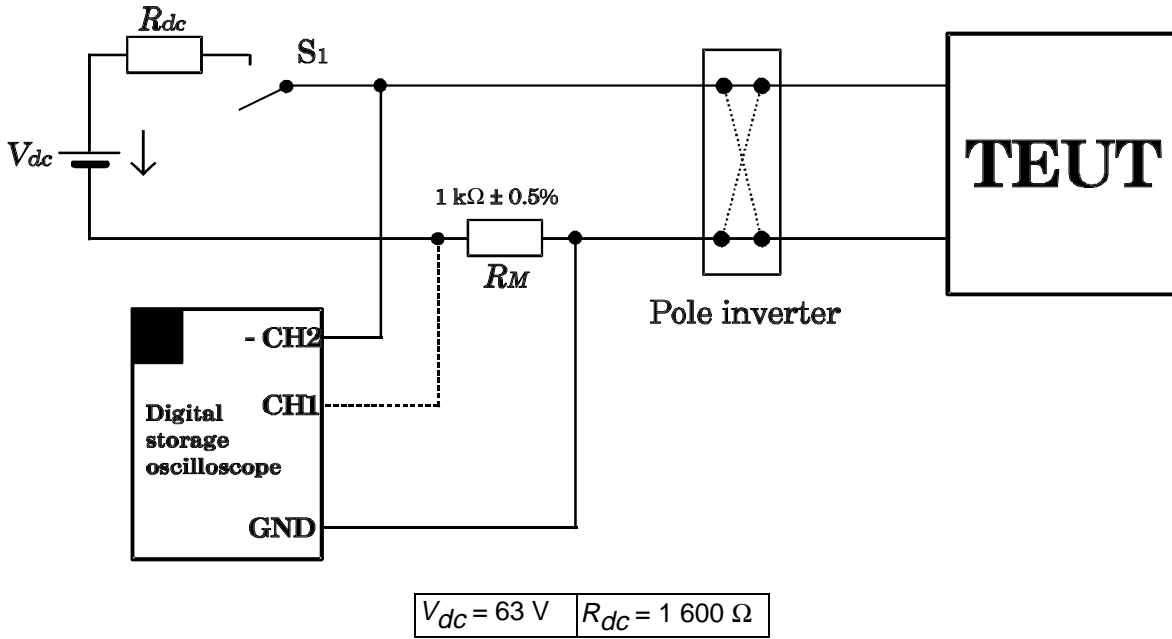 Rdc
S1
Vdc
TEUT
1 kΩ ± 0.5%
RM
Pole inverter
- CH2
CH1
Digital
storage
oscilloscope
GND
Vdc = 63 V
Rdc = 1 600 Ω